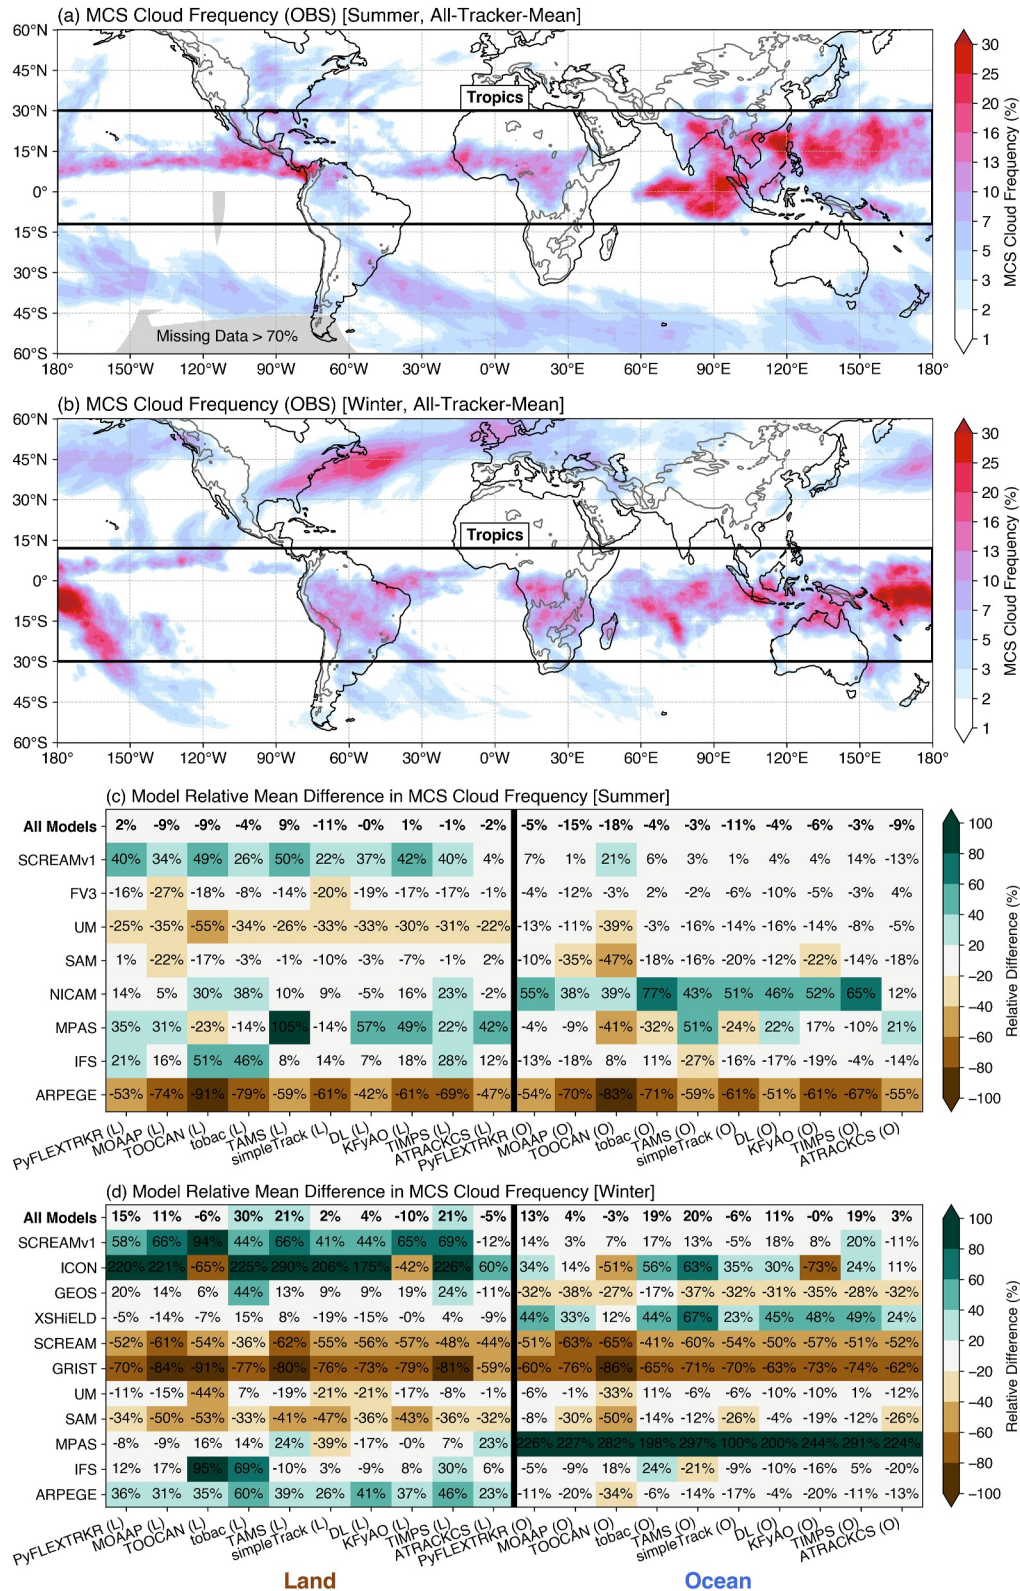 (a) MCS Cloud Frequency (OBS) [Summer, All-Tracker-Mean]
60°N
45°N
30°N
15°N
0°
15°S
30°S
45°S
60°S
Tropics
Missing Data > 70%
180° 150°W 120°W 90°W 60°W 30°W 0°W 30°E 60°E 90°E 120°E 150°E 180°
30
25
20
16
13
10
7
5
3
2
1
MCS Cloud Frequency (%)
(b) MCS Cloud Frequency (OBS) [Winter, All-Tracker-Mean]
60°N
45°N
30°N
15°N
0°
15°S
30°S
45°S
60°S
Tropics
180° 150°W 120°W 90°W 60°W 30°W 0°W 30°E 60°E 90°E 120°E 150°E 180°
30
25
20
16
13
10
7
5
3
2
1
MCS Cloud Frequency (%)
(c) Model Relative Mean Difference in MCS Cloud Frequency [Summer]
All Models 2% -9% -9% -4% 9% -11% -0% 1% -1% -2% -5% -15% -18% -4% -3% -11% -4% -6% -3% -9%
SCREAMv1 40% 34% 49% 26% 50% 22% 37% 42% 40% 4% 7% 1% 21% 6% 3% 1% 4% 4% 14% -13%
FV3 -16% -27% -18% -8% -14% -20% -19% -17% -17% -1% -4% -12% -3% 2% -2% -6% -10% -5% -3% 4%
UM -25% -35% -55% -34% -26% -33% -33% -30% -31% -22% -13% -11% -39% -3% -16% -14% -16% -14% -8% -5%
SAM 1% -22% -17% -3% -1% -10% -3% -7% -1% 2% -10% -35% -47% -18% -16% -20% -12% -22% -14% -18%
NICAM 14% 5% 30% 38% 10% 9% -5% 16% 23% -2% 55% 38% 39% 77% 43% 51% 46% 52% 65% 12%
MPAS 35% 31% -23% -14% 105% -14% 57% 49% 22% 42% -4% -9% -41% -32% 51% -24% 22% 17% -10% 21%
IFS 21% 16% 51% 46% 8% 14% 7% 18% 28% 12% -13% -18% 8% 11% -27% -16% -17% -19% -4% -14%
ARPEGE -53% -74% -91% -79% -59% -61% -42% -61% -69% -47% -54% -70% -83% -71% -59% -61% -51% -61% -67% -55%
PyFLEXTRKR (L) MOAAP (L) TOOCAN (L) tobac (L) TAMS (L) simpleTrack (L) DL (L) KFyAO (L) TIMPS (L) ATRACKCS (L) PyFLEXTRKR (O) MOAAP (O) TOOCAN (O) tobac (O) TAMS (O) simpleTrack (O) DL (O) KFyAO (O) TIMPS (O) ATRACKCS (O)
100
80
60
40
20
−20
−40
−60
−80
−100
Relative Difference (%)
(d) Model Relative Mean Difference in MCS Cloud Frequency [Winter]
All Models 15% 11% -6% 30% 21% 2% 4% -10% 21% -5% 13% 4% -3% 19% 20% -6% 11% -0% 19% 3%
SCREAMv1 58% 66% 94% 44% 66% 41% 44% 65% 69% -12% 14% 3% 7% 17% 13% -5% 18% 8% 20% -11%
ICON 220% 221% -65% 225% 290% 206% 175% -42% 226% 60% 34% 14% -51% 56% 63% 35% 30% -73% 24% 11%
GEOS 20% 14% 6% 44% 13% 9% 9% 19% 24% -11% -32% -38% -27% -17% -37% -32% -31% -35% -28% -32%
XSHiELD -5% -14% -7% 15% 8% -19% -15% -0% 4% -9% 44% 33% 12% 44% 67% 23% 45% 48% 49% 24%
SCREAM -52% -61% -54% -36% -62% -55% -56% -57% -48% -44% -51% -63% -65% -41% -60% -54% -50% -57% -51% -52%
GRIST -70% -84% -91% -77% -80% -76% -73% -79% -81% -59% -60% -76% -86% -65% -71% -70% -63% -73% -74% -62%
UM -11% -15% -44% 7% -19% -21% -21% -17% -8% -1% -6% -1% -33% 11% -6% -6% -10% -10% 1% -12%
SAM -34% -50% -53% -33% -41% -47% -36% -43% -36% -32% -8% -30% -50% -14% -12% -26% -4% -19% -12% -26%
MPAS -8% -9% 16% 14% 24% -39% -17% -0% 7% 23% 226% 227% 282% 198% 297% 100% 200% 244% 291% 224%
IFS 12% 17% 95% 69% -10% 3% -9% 8% 30% 6% -5% -9% 18% 24% -21% -9% -10% -16% 5% -20%
ARPEGE 36% 31% 35% 60% 39% 26% 41% 37% 46% 23% -11% -20% -34% -6% -14% -17% -4% -20% -11% -13%
PyFLEXTRKR (L) MOAAP (L) TOOCAN (L) tobac (L) TAMS (L) simpleTrack (L) DL (L) KFyAO (L) TIMPS (L) ATRACKCS (L) PyFLEXTRKR (O) MOAAP (O) TOOCAN (O) tobac (O) TAMS (O) simpleTrack (O) DL (O) KFyAO (O) TIMPS (O) ATRACKCS (O)
100
80
60
40
20
−20
−40
−60
−80
−100
Relative Difference (%)
Land Ocean